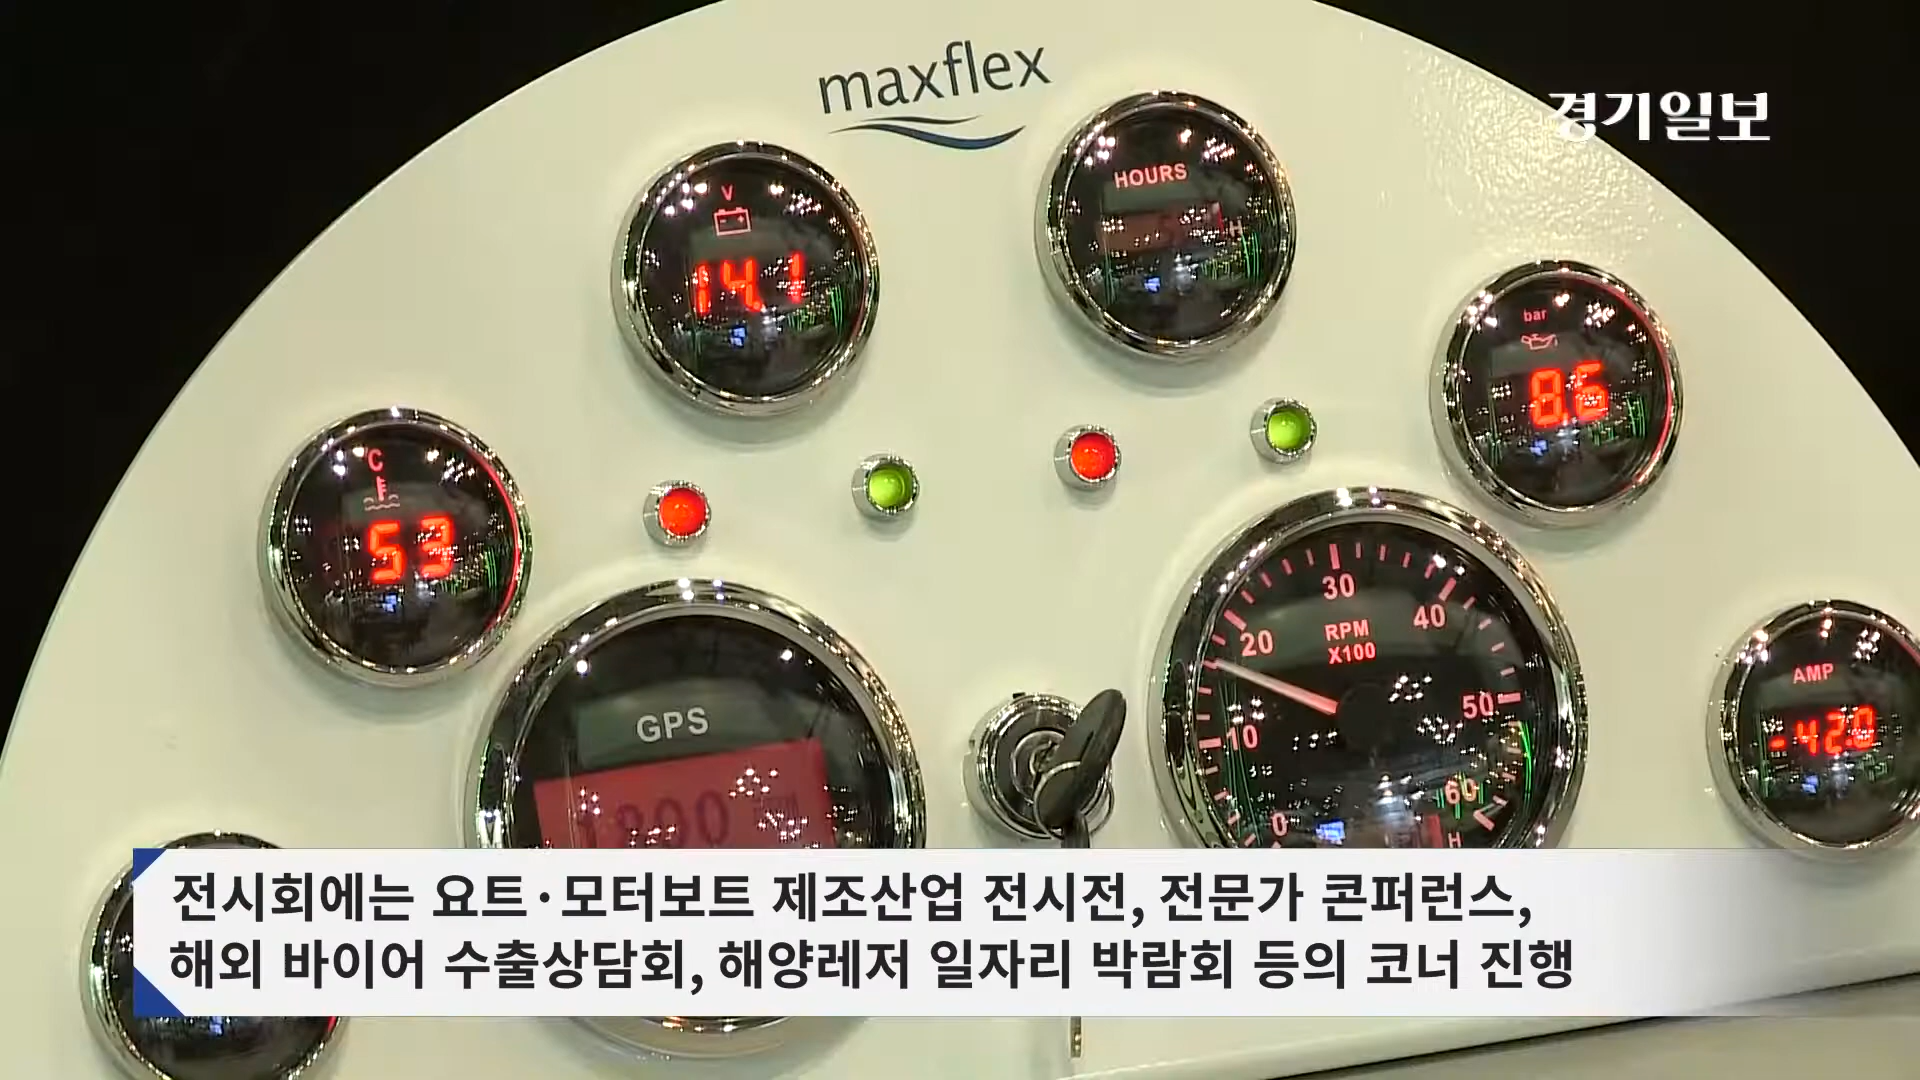 maxflex
경기일보
V
14.1
HOURS
H
bar
8.6
C
53
GPS
30
20
40
RPM
X100
10
50
60
0
H
AMP
-42.0
전시회에는 요트·모터보트 제조산업 전시전, 전문가 콘퍼런스,
해외 바이어 수출상담회, 해양레저 일자리 박람회 등의 코너 진행